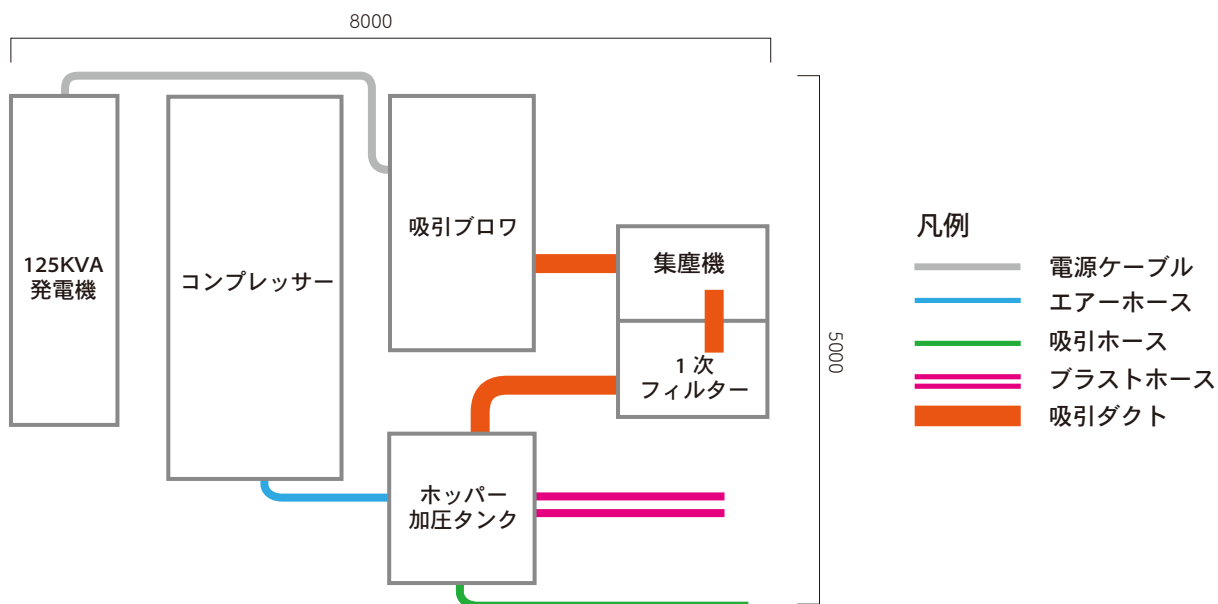 8000
125KVA
発電機
コンプレッサー
吸引ブロワ
集塵機
1 次
フィルター
ホッパー
加圧タンク
5000
凡例
電源ケーブル
エアーホース
吸引ホース
ブラストホース
吸引ダクト